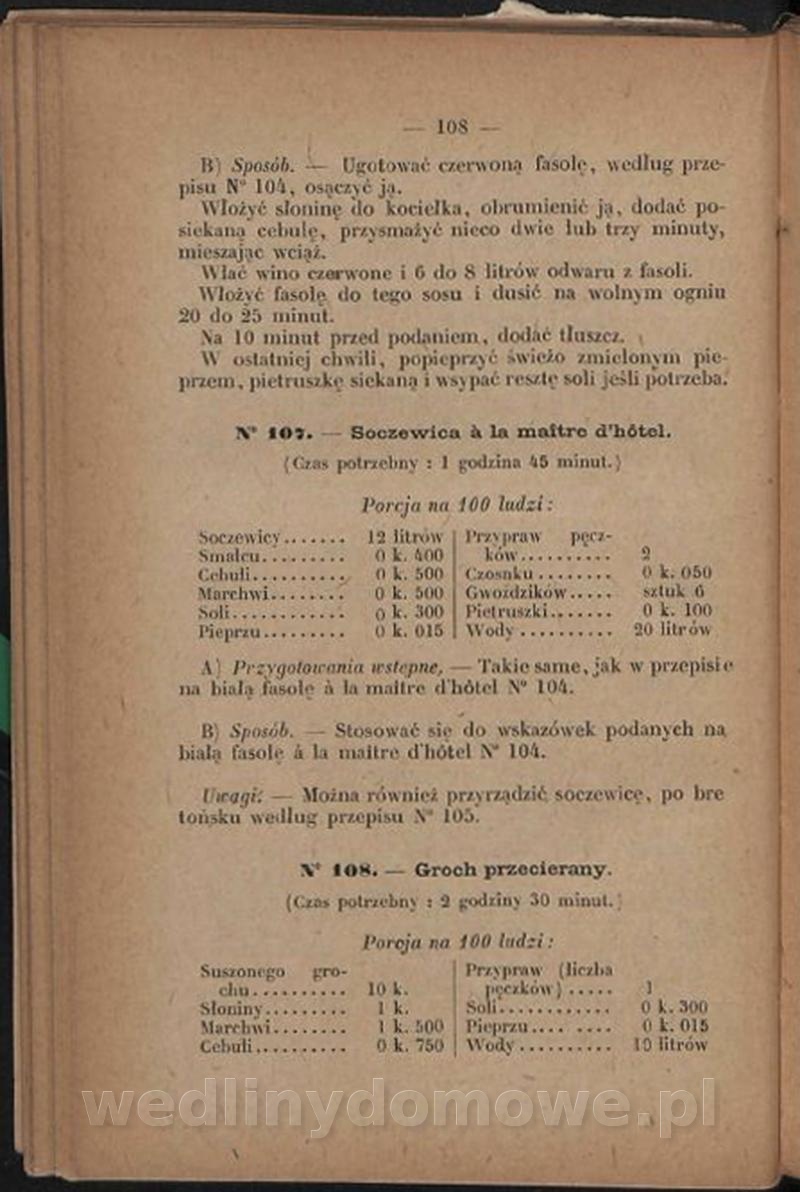 — 108 —
B) Sposób. — Ugotować czerwoną fasolę, według prze-
pisu N° 104, osączyć ją.
Włożyć słoninę do kociełka, obrumienić ją, dodać po-
siekaną cebulę, przysmażyć nieco dwie lub trzy minuty,
mieszając wciąż.
Wlać wino czerwone i 6 do 8 litrów odwaru z fasoli.
Włożyć fasolę do tego sosu i dusić na wolnym ogniu
20 do 25 minut.
Na 10 minut przed podaniem, dodać tłuszcz.
W ostatniej chwili, popieprzyć świeżo zmielonym pie-
przem, pietruszkę siekaną i wsypać resztę soli jeśli potrzeba.
N° 107. — Soczewica à la maître d'hôtel.
(Czas potrzebny : 1 godzina 45 minut.)
Porcja na 100 ludzi :
Soczewicy....... 12 litrów
Smalcu......... 0 k. 400
Cebuli.......... 0 k. 500
Marchwi........ 0 k. 500
Soli............ 0 k. 300
Pieprzu......... 0 k. 015
Przypraw pęcz-
ków.......... 2
Czosnku........ 0 k. 050
Gwoździków..... sztuk 6
Pietruszki....... 0 k. 100
Wody.......... 20 litrów
A) Przygotowania wstępne, — Takie same, jak w przepisie
na białą fasolę à la maître d'hôtel N° 104.
B) Sposób. — Stosować się do wskazówek podanych na
białą fasolę à la maître d'hôtel N° 104.
Uwagi: — Można również przyrządzić soczewicę, po bre
tońsku według przepisu N° 105.
N° 108. — Groch przecierany.
(Czas potrzebny : 2 godziny 30 minut.)
Porcja na 100 ludzi :
Suszonego gro-
chu.......... 10 k.
Słoniny......... 1 k.
Marchwi........ 1 k. 500
Cebuli.......... 0 k. 750
Przypraw (liczba
pęczków)..... 1
Soli............ 0 k. 300
Pieprzu........ 0 k. 015
Wody.......... 10 litrów
wedlinydomowe.pl